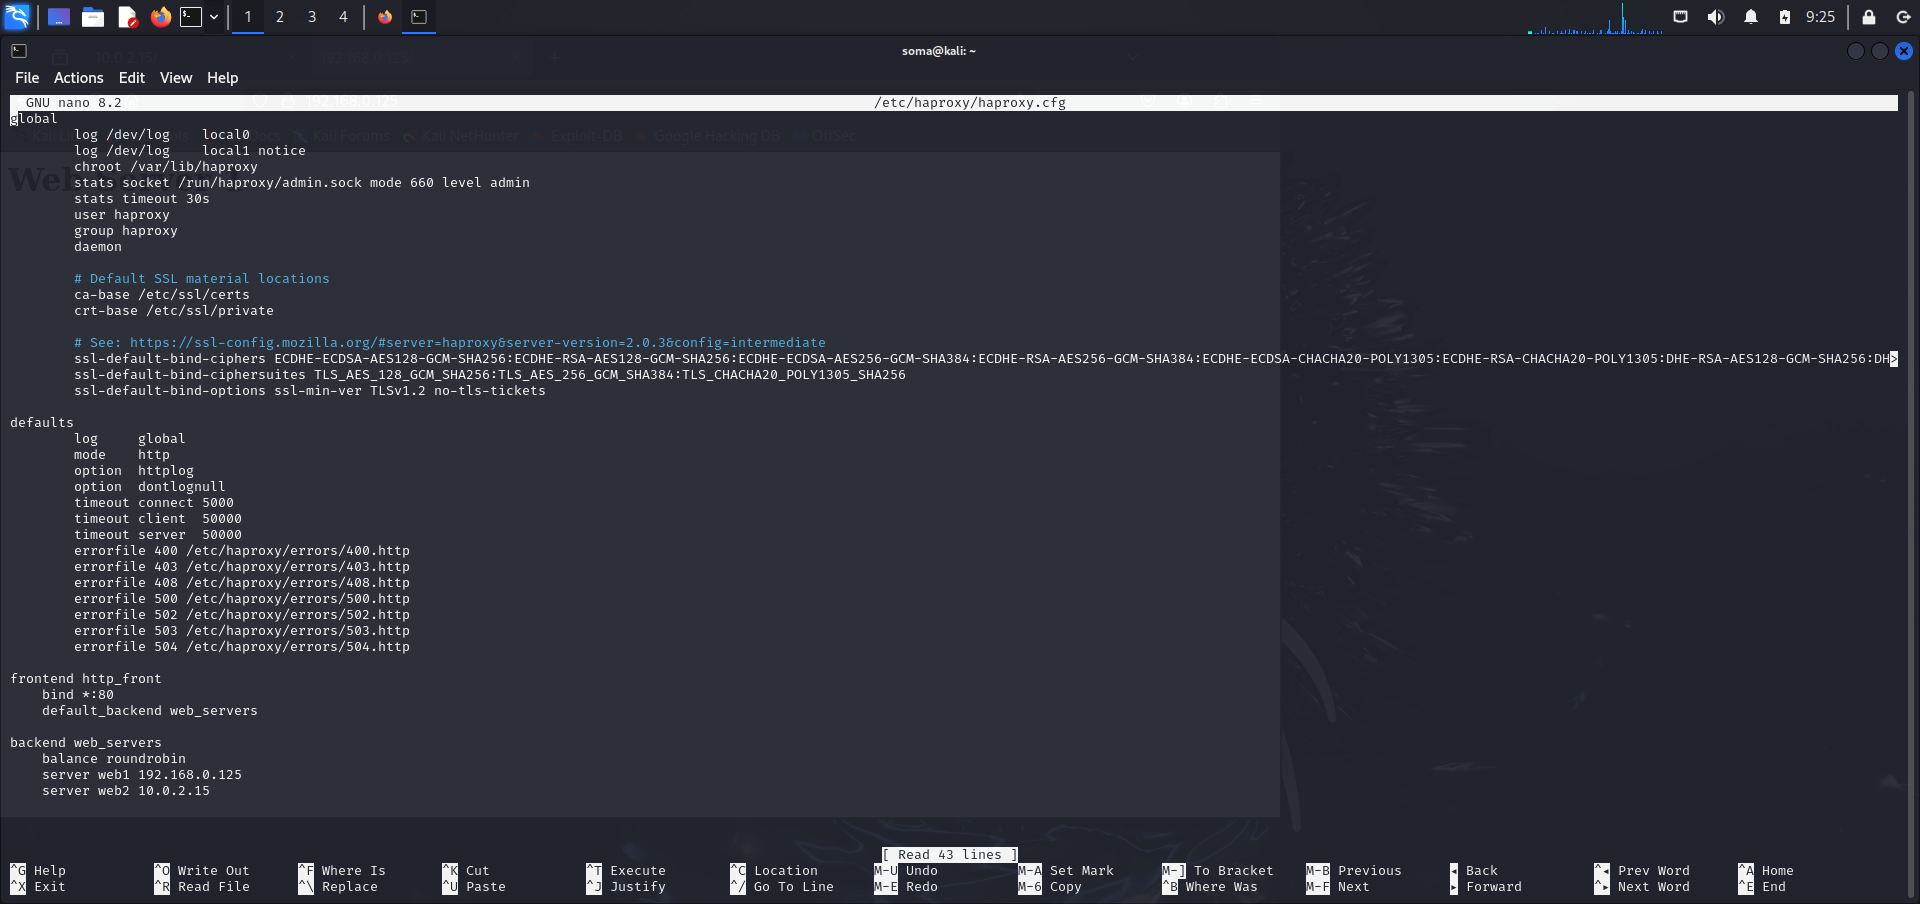 1 2 3 4 9:25
soma@kali: ~
File Actions Edit View Help
GNU nano 8.2 /etc/haproxy/haproxy.cfg
global
log /dev/log local0
log /dev/log local1 notice
chroot /var/lib/haproxy
stats socket /run/haproxy/admin.sock mode 660 level admin
stats timeout 30s
user haproxy
group haproxy
daemon
# Default SSL material locations
ca-base /etc/ssl/certs
crt-base /etc/ssl/private
# See: https://ssl-config.mozilla.org/#server=haproxy&server-version=2.0.3&config=intermediate
ssl-default-bind-ciphers ECDHE-ECDSA-AES128-GCM-SHA256:ECDHE-RSA-AES128-GCM-SHA256:ECDHE-ECDSA-AES256-GCM-SHA384:ECDHE-RSA-AES256-GCM-SHA384:ECDHE-ECDSA-CHACHA20-POLY1305:ECDHE-RSA-CHACHA20-POLY1305:DHE-RSA-AES128-GCM-SHA256:DH>
ssl-default-bind-ciphersuites TLS_AES_128_GCM_SHA256:TLS_AES_256_GCM_SHA384:TLS_CHACHA20_POLY1305_SHA256
ssl-default-bind-options ssl-min-ver TLSv1.2 no-tls-tickets
defaults
log global
mode http
option httplog
option dontlognull
timeout connect 5000
timeout client 50000
timeout server 50000
errorfile 400 /etc/haproxy/errors/400.http
errorfile 403 /etc/haproxy/errors/403.http
errorfile 408 /etc/haproxy/errors/408.http
errorfile 500 /etc/haproxy/errors/500.http
errorfile 502 /etc/haproxy/errors/502.http
errorfile 503 /etc/haproxy/errors/503.http
errorfile 504 /etc/haproxy/errors/504.http
frontend http_front
bind *:80
default_backend web_servers
backend web_servers
balance roundrobin
server web1 192.168.0.125
server web2 10.0.2.15
[ Read 43 lines ]
^G Help ^O Write Out ^F Where Is ^K Cut ^T Execute ^C Location M-U Undo M-A Set Mark M-] To Bracket M-B Previous ◂ Back ^◂ Prev Word ^A Home
^X Exit ^R Read File ^\ Replace ^U Paste ^J Justify ^/ Go To Line M-E Redo M-6 Copy ^B Where Was M-F Next ▸ Forward ^▸ Next Word ^E End